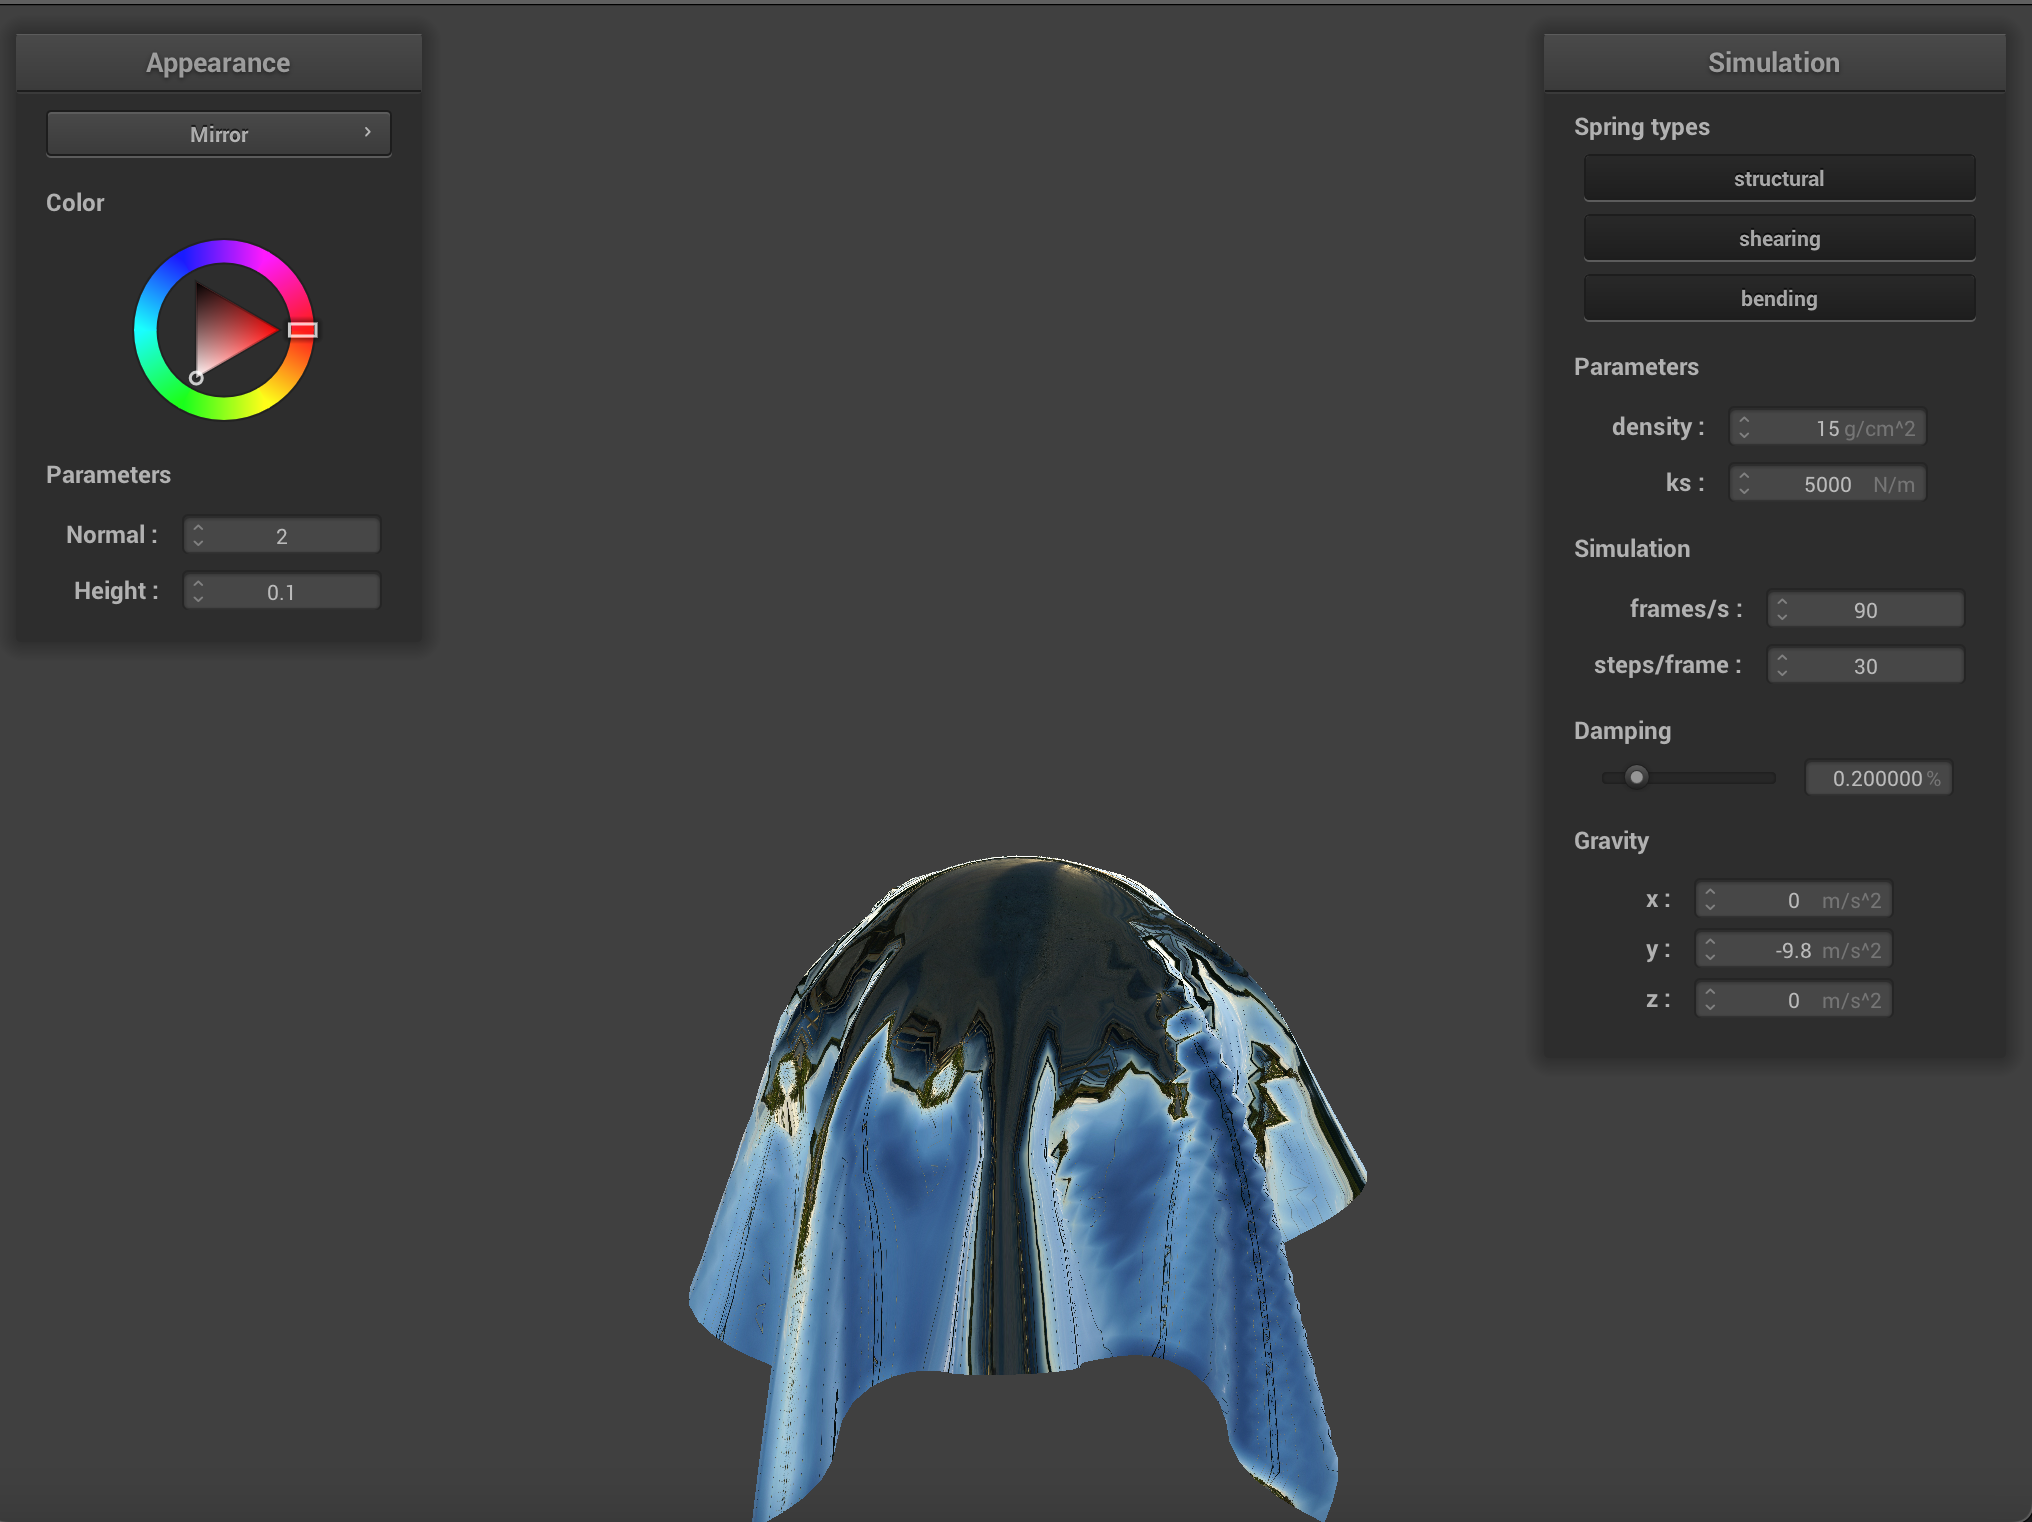 Appearance
Mirror
Color
Parameters
Normal : 2
Height : 0.1
Simulation
Spring types
structural
shearing
bending
Parameters
density : 15 g/cm^2
ks : 5000 N/m
Simulation
frames/s : 90
steps/frame : 30
Damping
0.200000 %
Gravity
x : 0 m/s^2
y : -9.8 m/s^2
z : 0 m/s^2